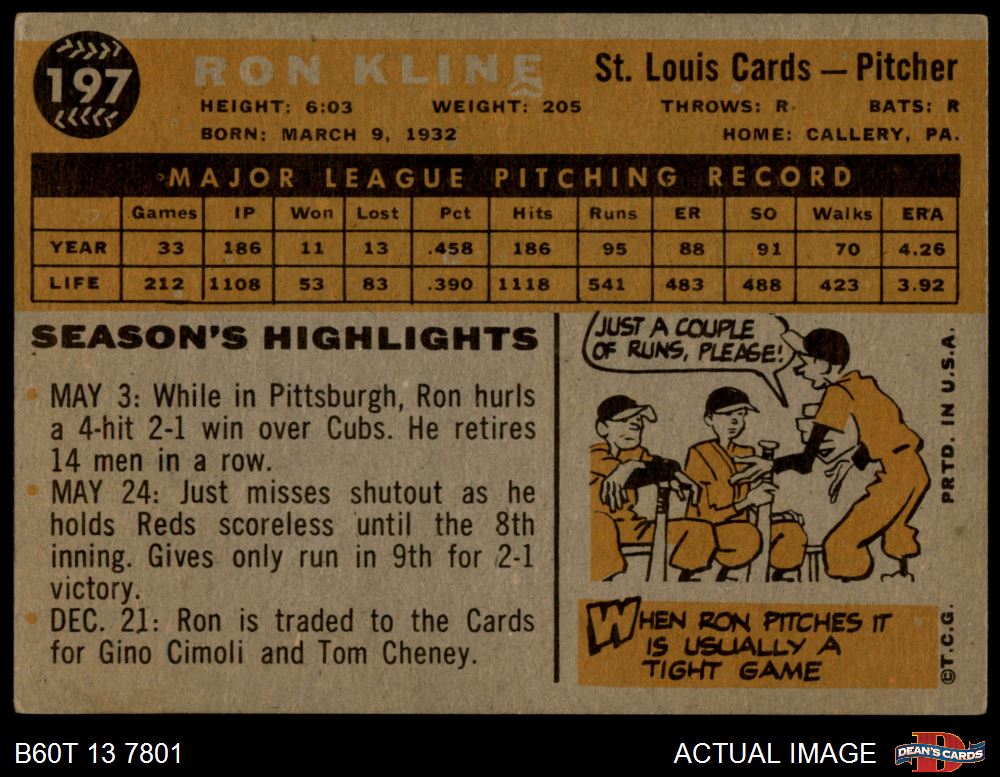 197
RON KLINE
St. Louis Cards — Pitcher
HEIGHT: 6:03 WEIGHT: 205 THROWS: R BATS: R
BORN: MARCH 9, 1932 HOME: CALLERY, PA.
MAJOR LEAGUE PITCHING RECORD
Games IP Won Lost Pct Hits Runs ER SO Walks ERA
YEAR 33 186 11 13 .458 186 95 88 91 70 4.26
LIFE 212 1108 53 83 .390 1118 541 483 488 423 3.92
SEASON'S HIGHLIGHTS
• MAY 3: While in Pittsburgh, Ron hurls
a 4-hit 2-1 win over Cubs. He retires
14 men in a row.
• MAY 24: Just misses shutout as he
holds Reds scoreless until the 8th
inning. Gives only run in 9th for 2-1
victory.
• DEC. 21: Ron is traded to the Cards
for Gino Cimoli and Tom Cheney.
JUST A COUPLE
OF RUNS, PLEASE!
WHEN RON PITCHES IT
IS USUALLY A
TIGHT GAME
PRTD. IN U.S.A.
©T.C.G.
B60T 13 7801
ACTUAL IMAGE
DEAN'S CARDS